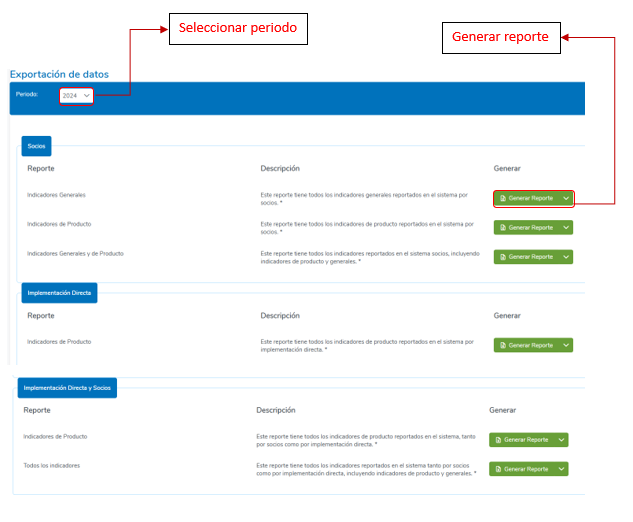 Seleccionar periodo
Generar reporte
Exportación de datos
Periodo:
2024
Socios
Reporte
Descripción
Generar
Indicadores Generales
Este reporte tiene todos los indicadores generales reportados en el sistema por
socios. *
Generar Reporte
Indicadores de Producto
Este reporte tiene todos los indicadores de producto reportados en el sistema por
socios. *
Generar Reporte
Indicadores Generales y de Producto
Este reporte tiene todos los indicadores reportados en el sistema socios, incluyendo
indicadores de producto y generales. *
Generar Reporte
Implementación Directa
Reporte
Descripción
Generar
Indicadores de Producto
Este reporte tiene todos los indicadores de producto reportados en el sistema por
implementación directa. *
Generar Reporte
Implementación Directa y Socios
Reporte
Descripción
Generar
Indicadores de Producto
Este reporte tiene todos los indicadores de producto reportados en el sistema, tanto
por socios como por implementación directa. *
Generar Reporte
Todos los indicadores
Este reporte tiene todos los indicadores reportados en el sistema tanto por socios
como por implementación directa, incluyendo indicadores de producto y generales. *
Generar Reporte